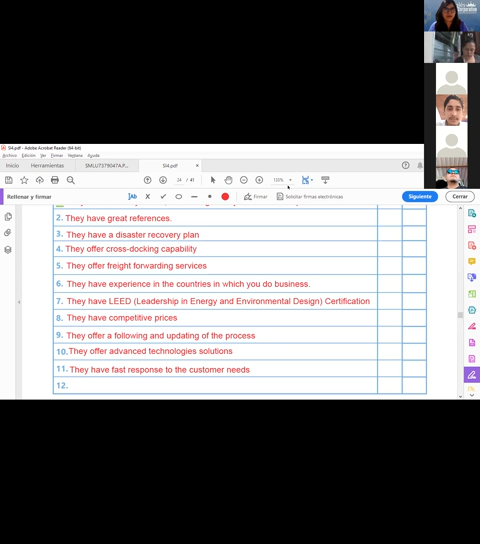 SI4.pdf - Adobe Acrobat Reader (64-bit)
Archivo Edición Ver Firmar Ventana Ayuda
Inicio Herramientas SMLU7379047A.P... SI4.pdf
24 / 41 150%
Rellenar y firmar Ab Firmar Solicitar firmas electrónicas Siguiente Cerrar
2. They have great references.
3. They have a disaster recovery plan
4. They offer cross-docking capability
5. They offer freight forwarding services
6. They have experience in the countries in which you do business.
7. They have LEED (Leadership in Energy and Environmental Design) Certification
8. They have competitive prices
9. They offer a following and updating of the process
10. They offer advanced technologies solutions
11. They have fast response to the customer needs
12.